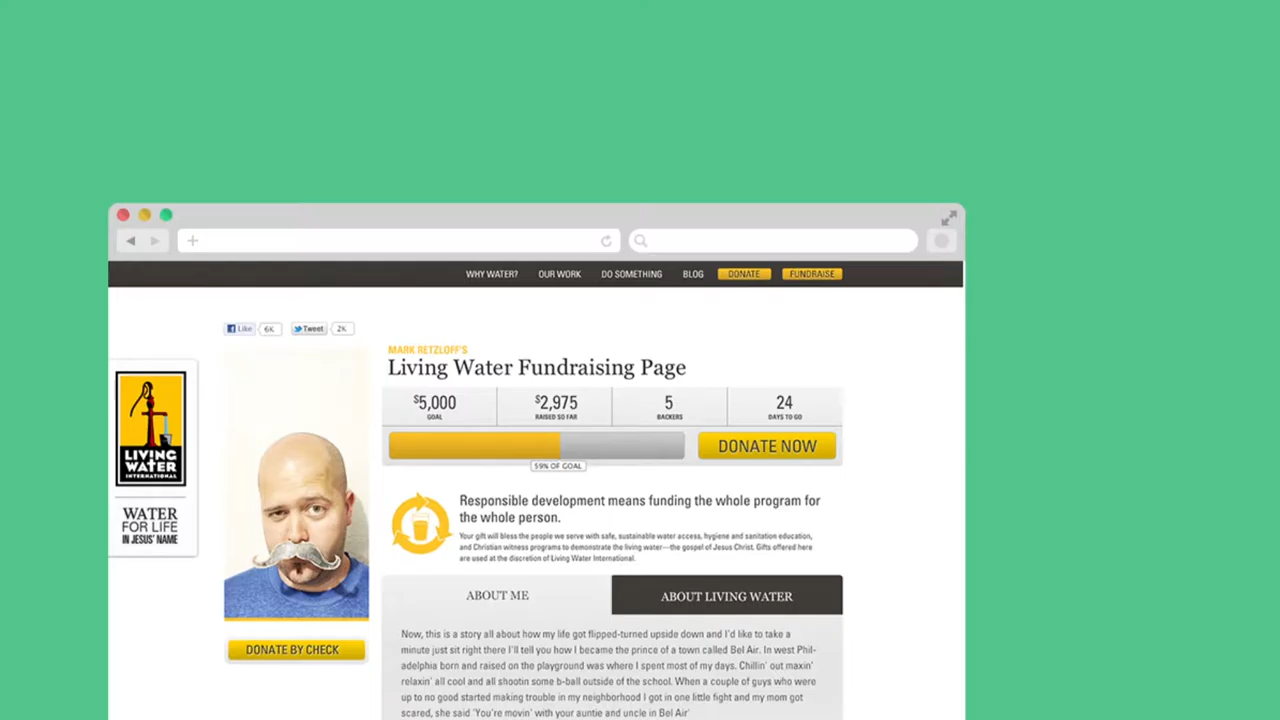 WHY WATER?
OUR WORK
DO SOMETHING
BLOG
DONATE
FUNDRAISE
Like
6K
Tweet
2K
LIVING
WATER
INTERNATIONAL
WATER
FOR LIFE
IN JESUS' NAME
DONATE BY CHECK
MARK RETZLOFF'S
Living Water Fundraising Page
$5,000
GOAL
$2,975
RAISED SO FAR
5
BACKERS
24
DAYS TO GO
DONATE NOW
59% OF GOAL
Responsible development means funding the whole program for
the whole person.
Your gift will bless the people we serve with safe, sustainable water access, hygiene and sanitation education,
and Christian witness programs to demonstrate the living water—the gospel of Jesus Christ. Gifts offered here
are used at the discretion of Living Water International.
ABOUT ME
ABOUT LIVING WATER
Now, this is a story all about how my life got flipped-turned upside down and I'd like to take a
minute just sit right there I'll tell you how I became the prince of a town called Bel Air. In west Phil-
adelphia born and raised on the playground was where I spent most of my days. Chillin' out maxin'
relaxin' all cool and all shootin some b-ball outside of the school. When a couple of guys who were
up to no good started making trouble in my neighborhood I got in one little fight and my mom got
scared, she said 'You're movin' with your auntie and uncle in Bel Air'